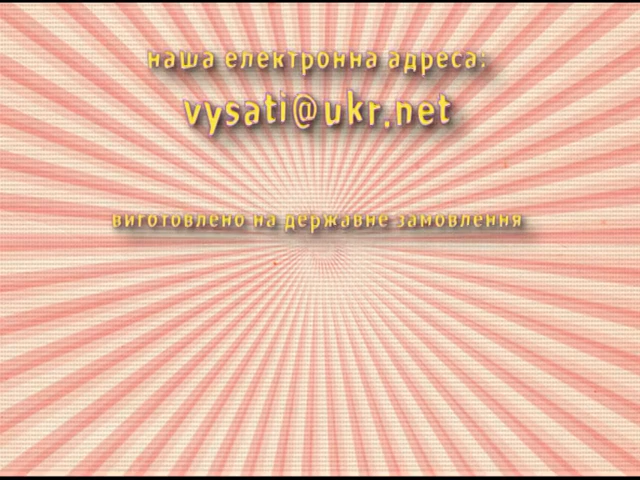 наша електронна адреса:
vysati@ukr.net
виготовлено на державне замовлення